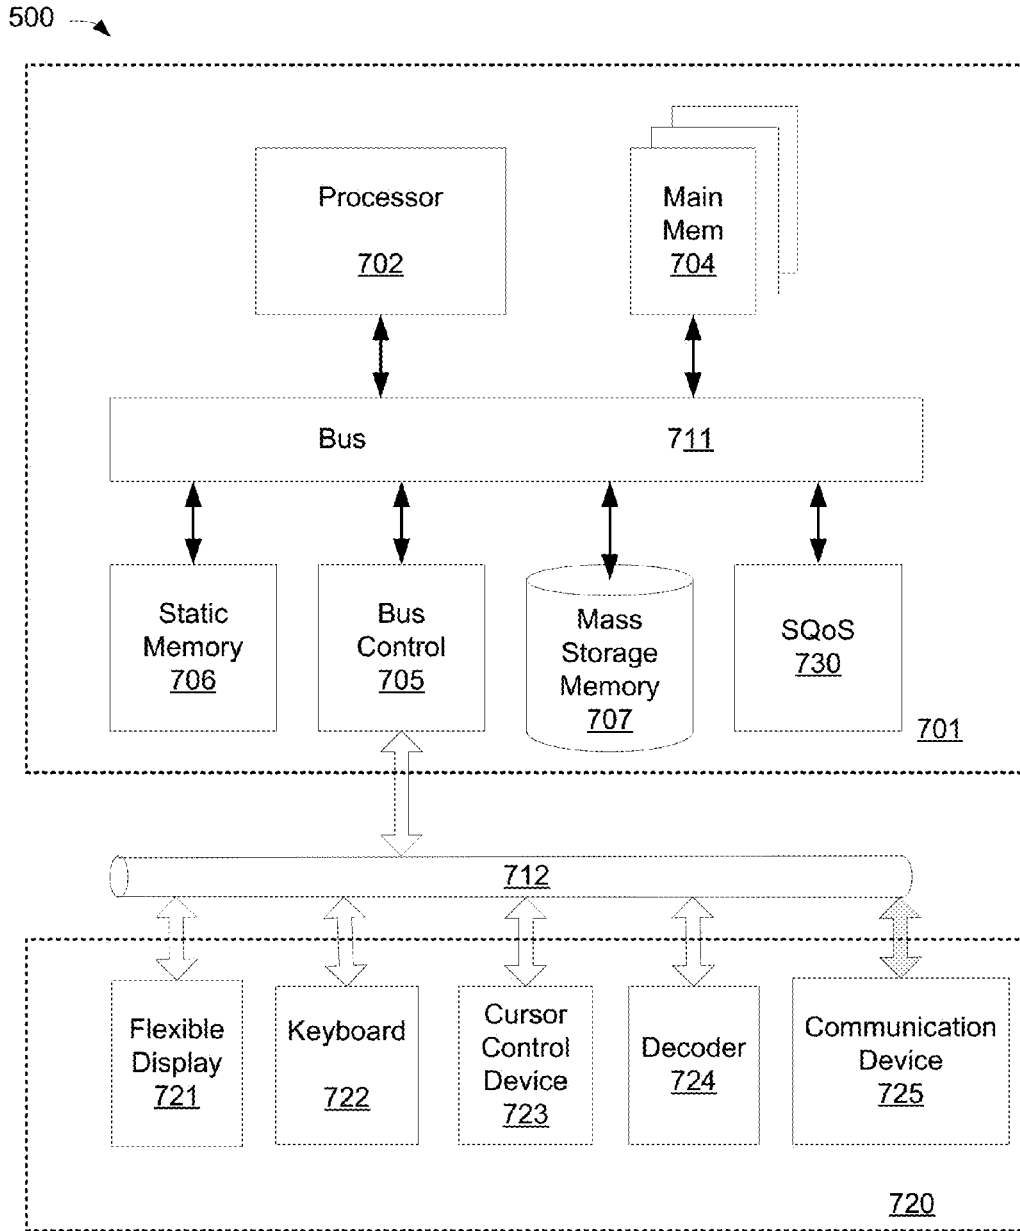 500
Processor
702
Main
Mem
704
Bus
711
Static
Memory
706
Bus
Control
705
Mass
Storage
Memory
707
SQoS
730
701
712
Flexible
Display
721
Keyboard
722
Cursor
Control
Device
723
Decoder
724
Communication
Device
725
720